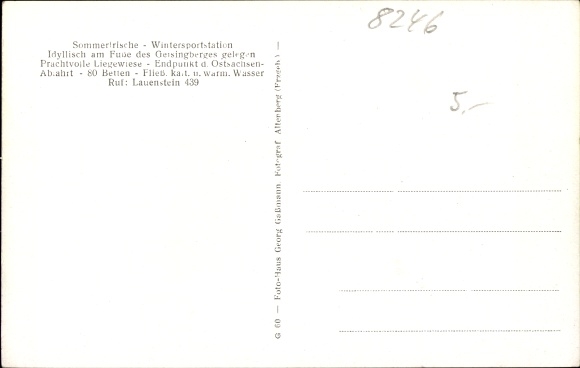 Sommerfrische - Wintersportstation
Idyllisch am Fuße des Geisingberges gelegen
Prachtvolle Liegewiese - Endpunkt d. Ostsachsen-
Abfahrt - 80 Betten - Fließ. kalt. u. warm. Wasser
Ruf: Lauenstein 439
G 60 — Foto-Haus Georg Gaßmann Fotograf Altenberg (Erzgeb.) —
8246
5.-